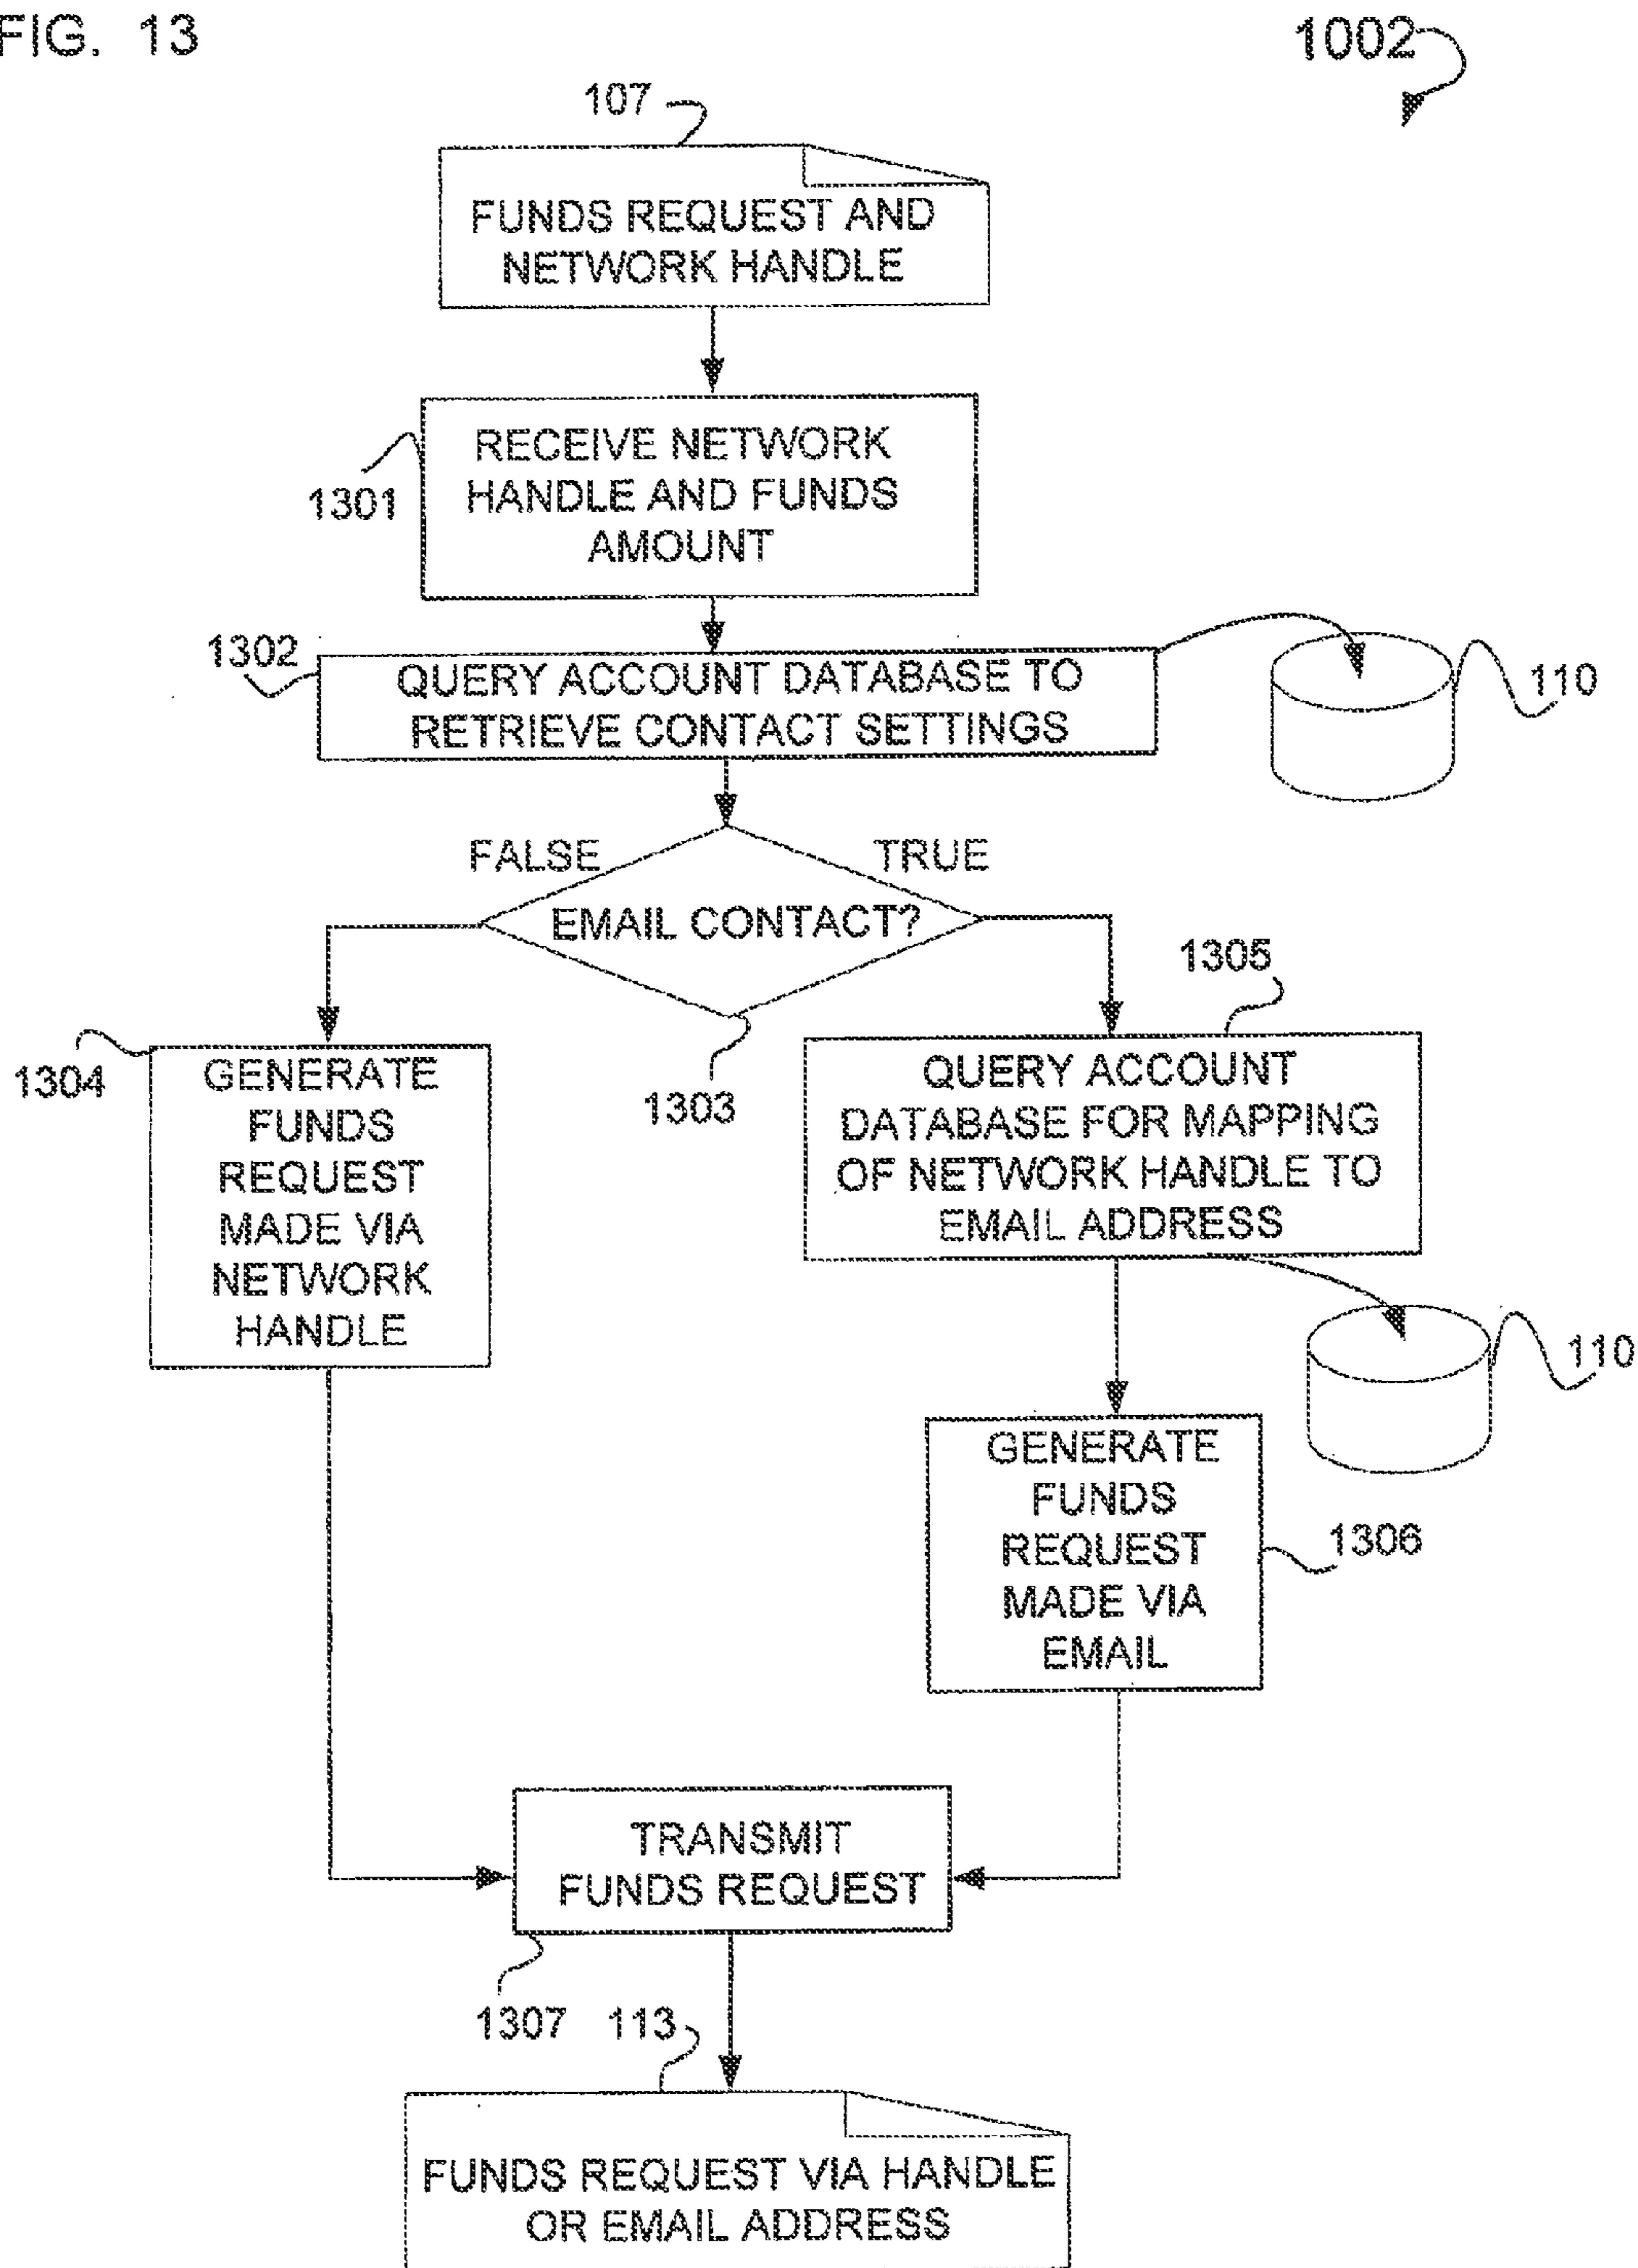 FIG. 13
1002
107
FUNDS REQUEST AND
NETWORK HANDLE
RECEIVE NETWORK
HANDLE AND FUNDS
AMOUNT
1301
1302
QUERY ACCOUNT DATABASE TO
RETRIEVE CONTACT SETTINGS
110
FALSE
TRUE
EMAIL CONTACT?
1303
1304
GENERATE
FUNDS
REQUEST
MADE VIA
NETWORK
HANDLE
1305
QUERY ACCOUNT
DATABASE FOR MAPPING
OF NETWORK HANDLE TO
EMAIL ADDRESS
110
GENERATE
FUNDS
REQUEST
MADE VIA
EMAIL
1306
TRANSMIT
FUNDS REQUEST
1307
113
FUNDS REQUEST VIA HANDLE
OR EMAIL ADDRESS